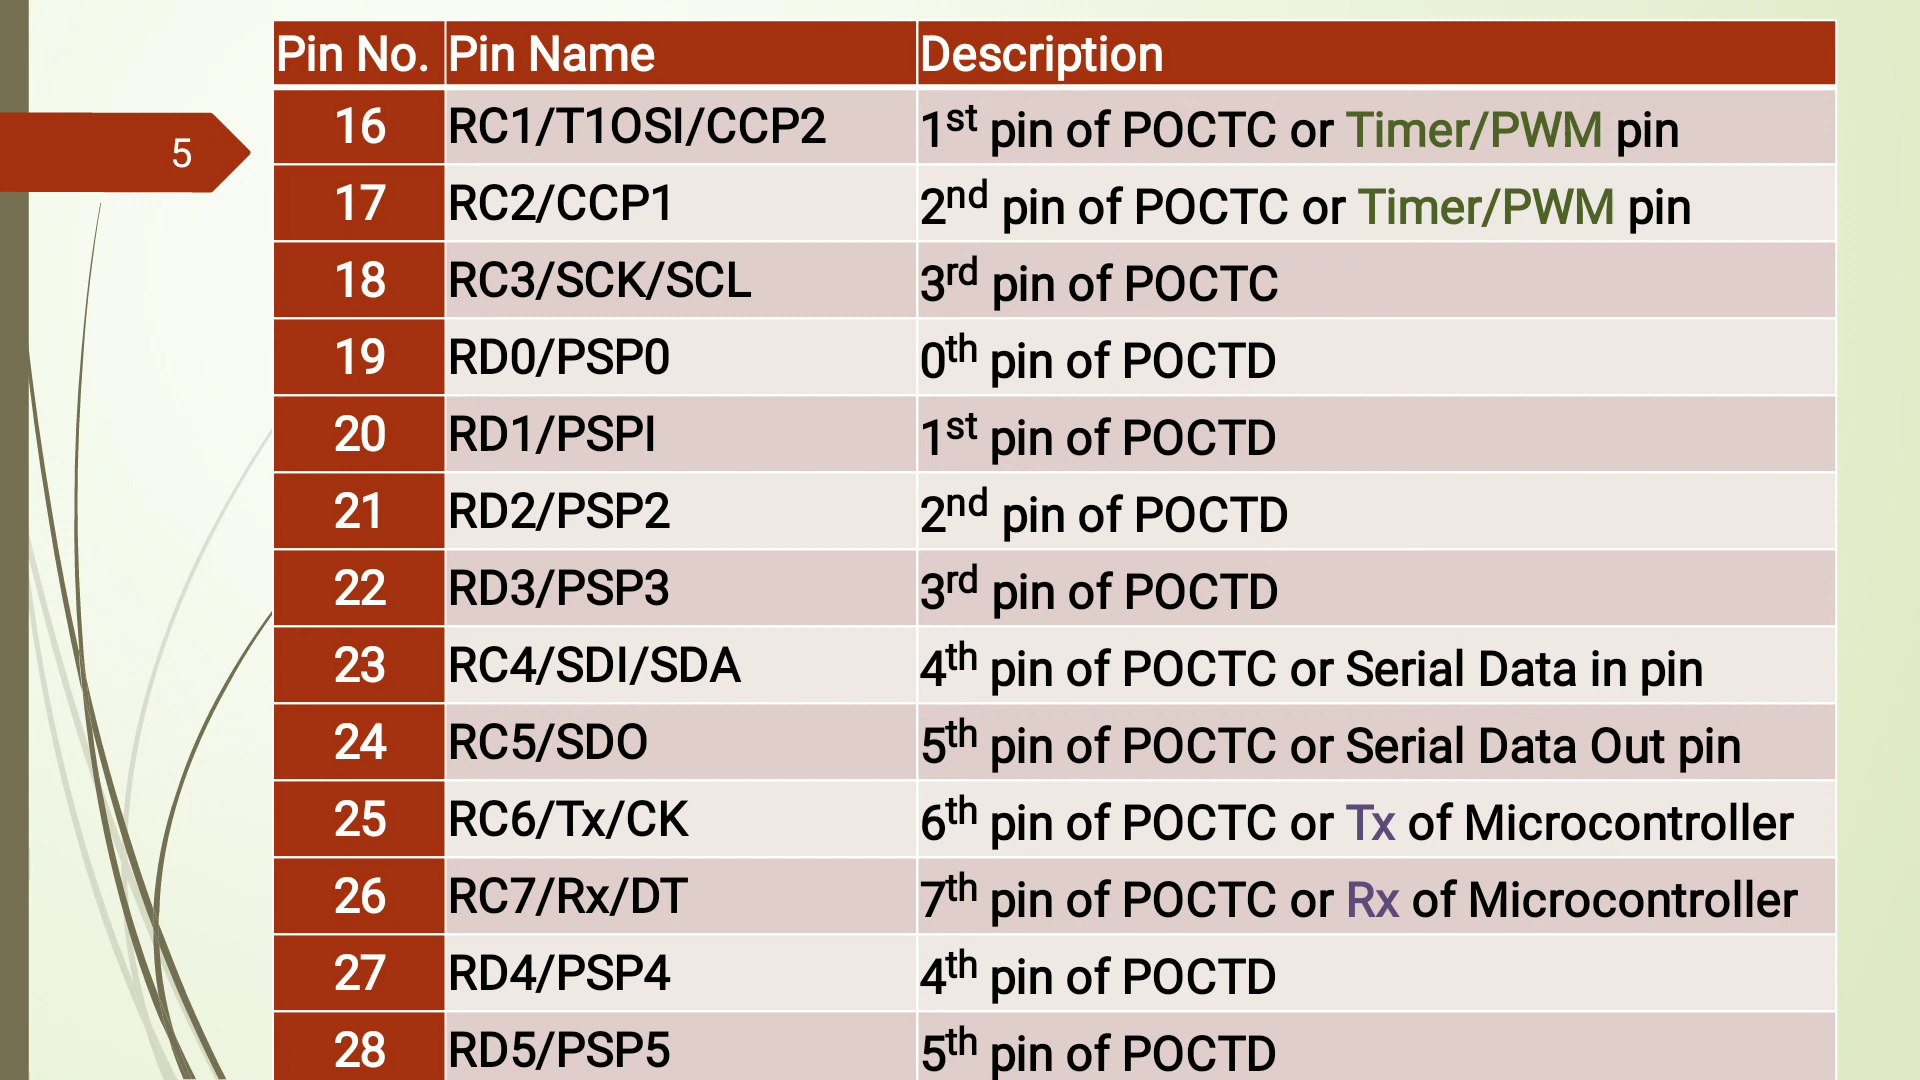 Pin No. Pin Name Description
5
16 RC1/T1OSI/CCP2 1st pin of POCTC or Timer/PWM pin
17 RC2/CCP1 2nd pin of POCTC or Timer/PWM pin
18 RC3/SCK/SCL 3rd pin of POCTC
19 RD0/PSP0 0th pin of POCTD
20 RD1/PSPI 1st pin of POCTD
21 RD2/PSP2 2nd pin of POCTD
22 RD3/PSP3 3rd pin of POCTD
23 RC4/SDI/SDA 4th pin of POCTC or Serial Data in pin
24 RC5/SDO 5th pin of POCTC or Serial Data Out pin
25 RC6/Tx/CK 6th pin of POCTC or Tx of Microcontroller
26 RC7/Rx/DT 7th pin of POCTC or Rx of Microcontroller
27 RD4/PSP4 4th pin of POCTD
28 RD5/PSP5 5th pin of POCTD